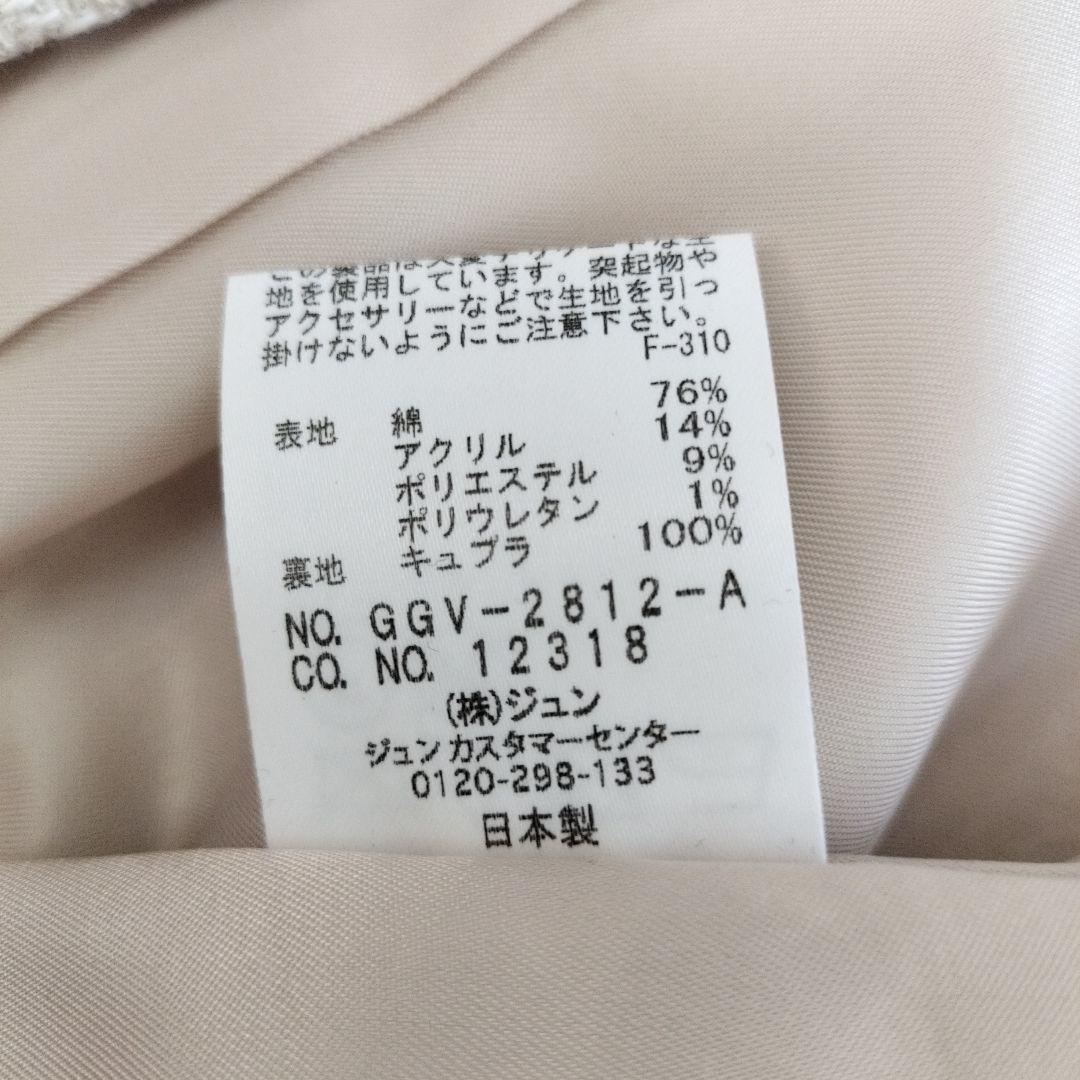 この製品は大変デリケートな生
地を使用しています。突起物や
アクセサリーなどで生地を引っ
掛けないようにご注意下さい。
F-310
表地 綿 76%
アクリル 14%
ポリエステル 9%
ポリウレタン 1%
裏地 キュプラ 100%
NO. GGV-2812-A
CO. NO. 12318
(株)ジュン
ジュンカスタマーセンター
0120-298-133
日本製